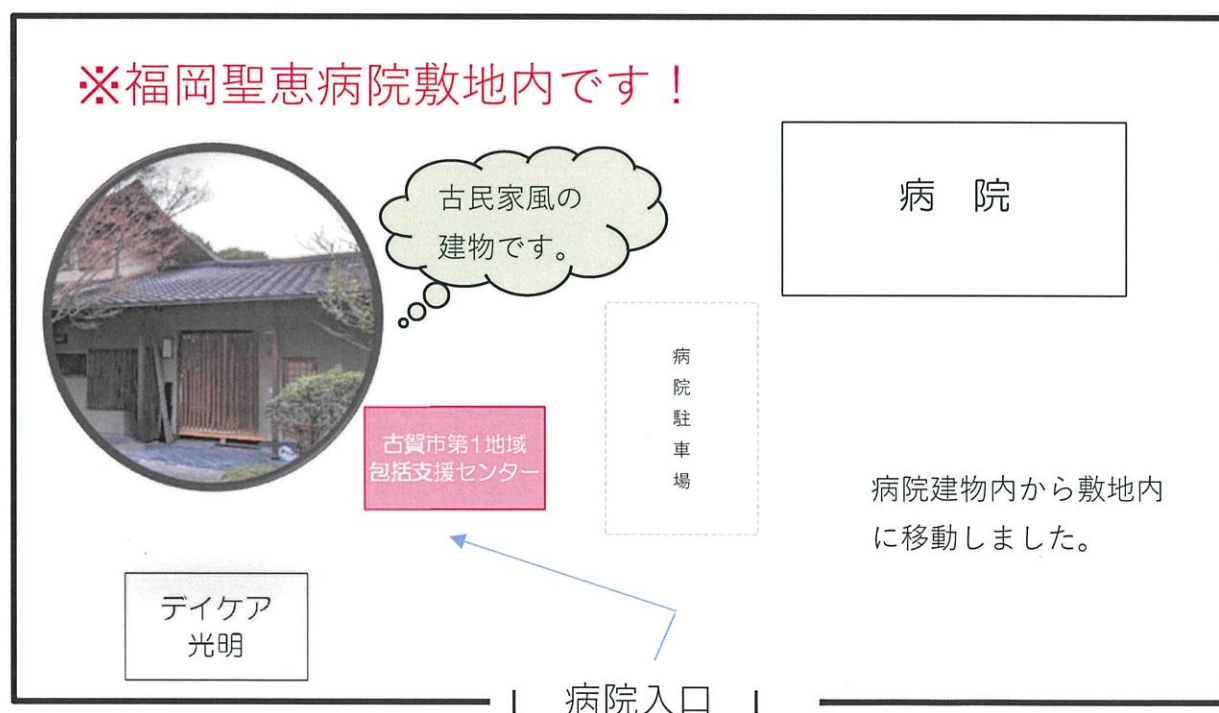 ※福岡聖恵病院敷地内です！
古民家風の
建物です。
病　院
病院駐車場
古賀市第1地域
包括支援センター
病院建物内から敷地内
に移動しました。
デイケア
光明
病院入口